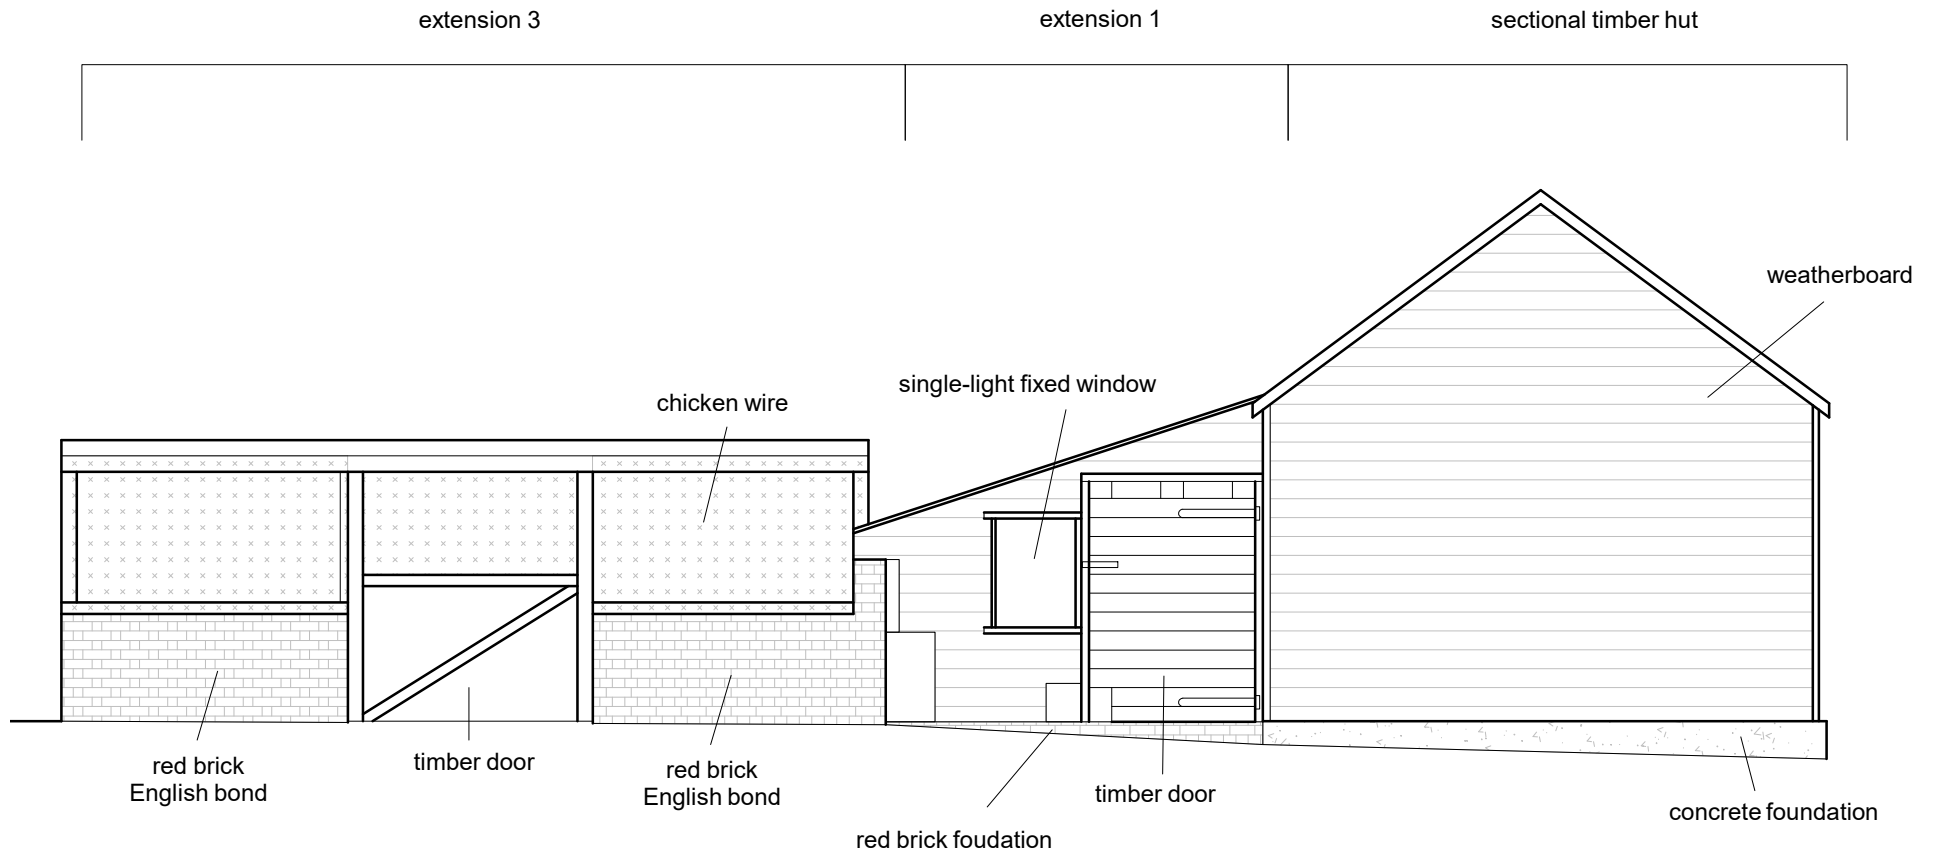 extension 3
extension 1
sectional timber hut
weatherboard
single-light fixed window
chicken wire
red brick
English bond
timber door
red brick
English bond
timber door
concrete foundation
red brick foudation